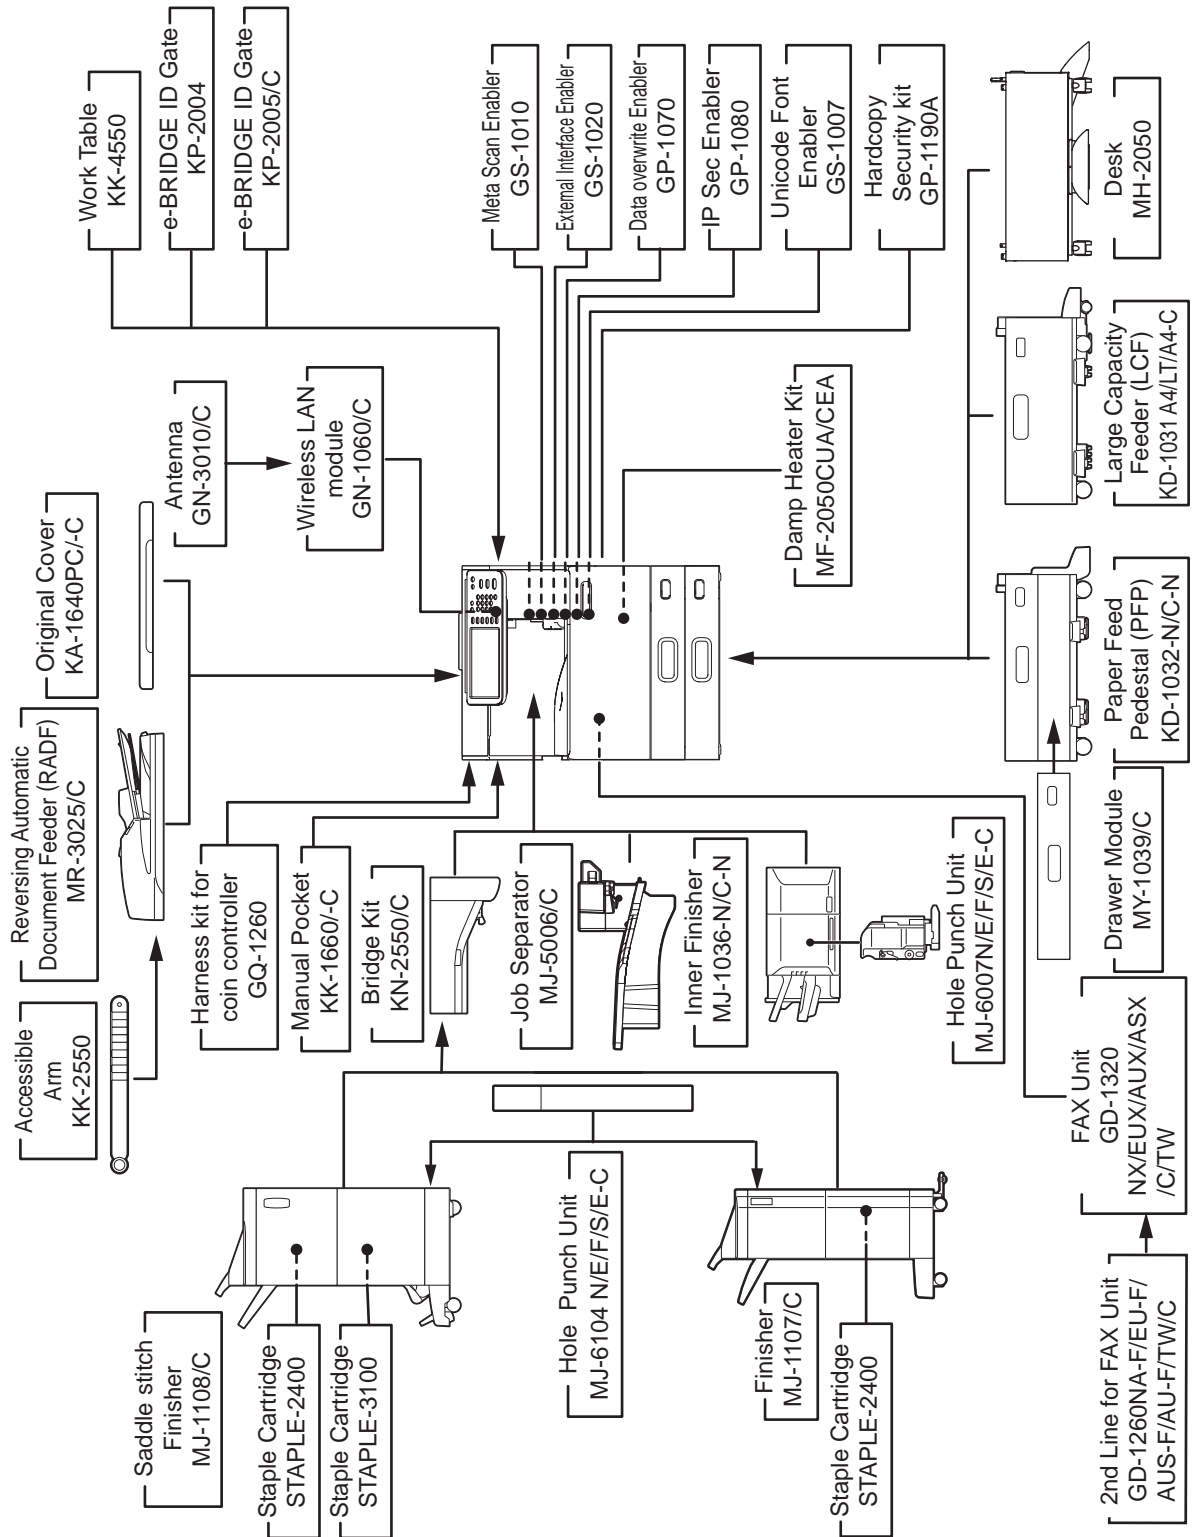 Accessible
Arm
KK-2550
Reversing Automatic
Document Feeder (RADF)
MR-3025/C
Original Cover
KA-1640PC/-C
Antenna
GN-3010/C
Wireless LAN
module
GN-1060/C
Work Table
KK-4550
e-BRIDGE ID Gate
KP-2004
e-BRIDGE ID Gate
KP-2005/C
Saddle stitch
Finisher
MJ-1108/C
Staple Cartridge
STAPLE-2400
Staple Cartridge
STAPLE-3100
Harness kit for
coin controller
GQ-1260
Manual Pocket
KK-1660/-C
Bridge Kit
KN-2550/C
Job Separator
MJ-5006/C
Inner Finisher
MJ-1036-N/C-N
Hole Punch Unit
MJ-6007N/E/F/S/E-C
Meta Scan Enabler
GS-1010
External Interface Enabler
GS-1020
Data overwrite Enabler
GP-1070
IP Sec Enabler
GP-1080
Unicode Font
Enabler
GS-1007
Hardcopy
Security kit
GP-1190A
Hole Punch Unit
MJ-6104 N/E/F/S/E-C
Finisher
MJ-1107/C
Staple Cartridge
STAPLE-2400
Damp Heater Kit
MF-2050CUA/CEA
2nd Line for FAX Unit
GD-1260NA-F/EU-F/
AUS-F/AU-F/TW/C
FAX Unit
GD-1320
NX/EUX/AUX/ASX
/C/TW
Drawer Module
MY-1039/C
Paper Feed
Pedestal (PFP)
KD-1032-N/C-N
Large Capacity
Feeder (LCF)
KD-1031 A4/LT/A4-C
Desk
MH-2050